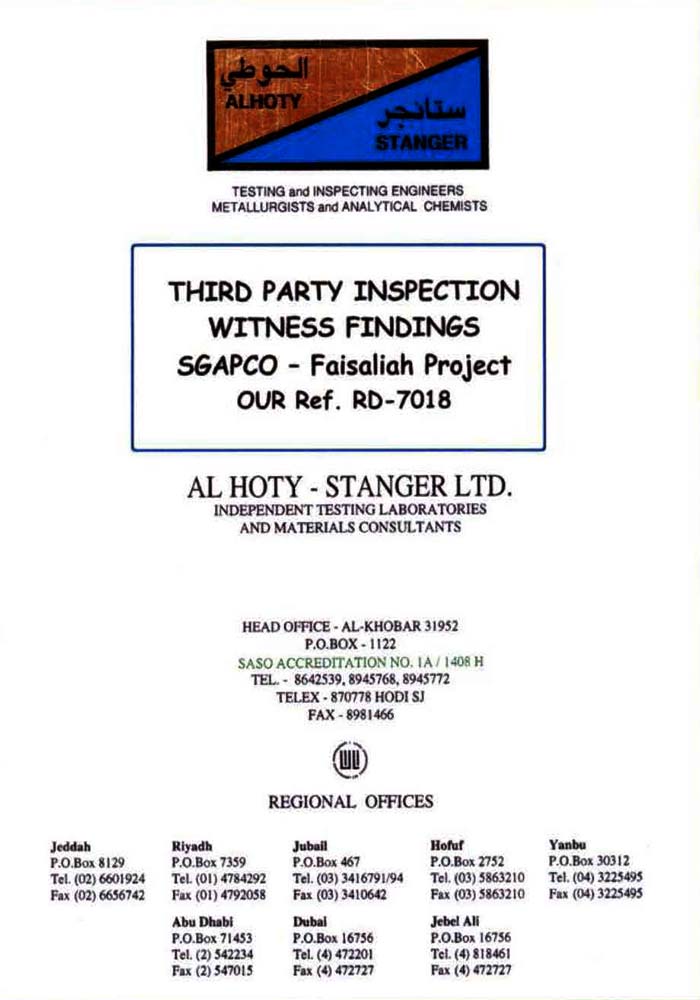 الحوطي
ALHOTY
ستانجر
STANGER
TESTING and INSPECTING ENGINEERS
METALLURGISTS and ANALYTICAL CHEMISTS
THIRD PARTY INSPECTION
WITNESS FINDINGS
SGAPCO - Faisaliah Project
OUR Ref. RD-7018
AL HOTY - STANGER LTD.
INDEPENDENT TESTING LABORATORIES
AND MATERIALS CONSULTANTS
HEAD OFFICE - AL-KHOBAR 31952
P.O.BOX - 1122
SASO ACCREDITATION NO. 1A / 1408 H
TEL. - 8642539, 8945768, 8945772
TELEX - 870778 HODI SJ
FAX - 8981466
REGIONAL OFFICES
Jeddah
P.O.Box 8129
Tel. (02) 6601924
Fax (02) 6656742
Riyadh
P.O.Box 7359
Tel. (01) 4784292
Fax (01) 4792058
Jubail
P.O.Box 467
Tel. (03) 3416791/94
Fax (03) 3410642
Hofuf
P.O.Box 2752
Tel. (03) 5863210
Fax (03) 5863210
Yanbu
P.O.Box 30312
Tel. (04) 3225495
Fax (04) 3225495
Abu Dhabi
P.O.Box 71453
Tel. (2) 542234
Fax (2) 547015
Dubai
P.O.Box 16756
Tel. (4) 472201
Fax (4) 472727
Jebel Ali
P.O.Box 16756
Tel. (4) 818461
Fax (4) 472727